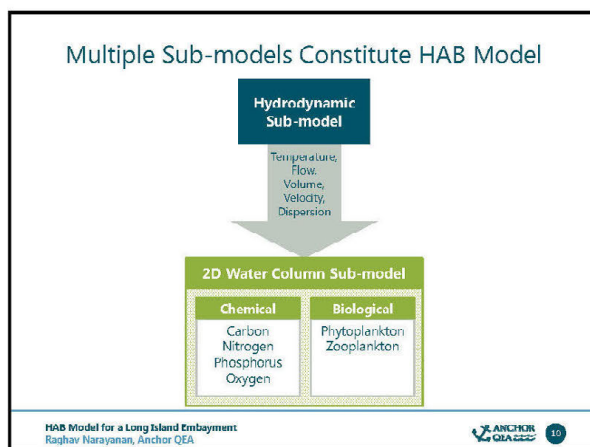 Multiple Sub-models Constitute HAB Model
Hydrodynamic
Sub-model
Temperature,
Flow,
Volume,
Velocity,
Dispersion
2D Water Column Sub-model
Chemical
Carbon
Nitrogen
Phosphorus
Oxygen
Biological
Phytoplankton
Zooplankton
HAB Model for a Long Island Embayment
Raghav Narayanan, Anchor QEA
ANCHOR
QEA
10